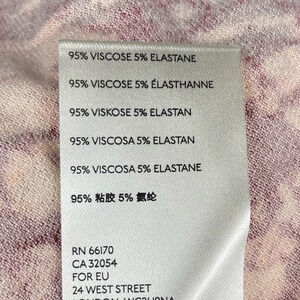 95% VISCOSE 5% ELASTANE
95% VISCOSE 5% ÉLASTHANNE
95% VISKOSE 5% ELASTAN
95% VISCOSA 5% ELASTAN
95% VISCOSA 5% ELASTANE
95% 粘胶 5% 氨纶
RN 66170
CA 32054
FOR EU
24 WEST STREET